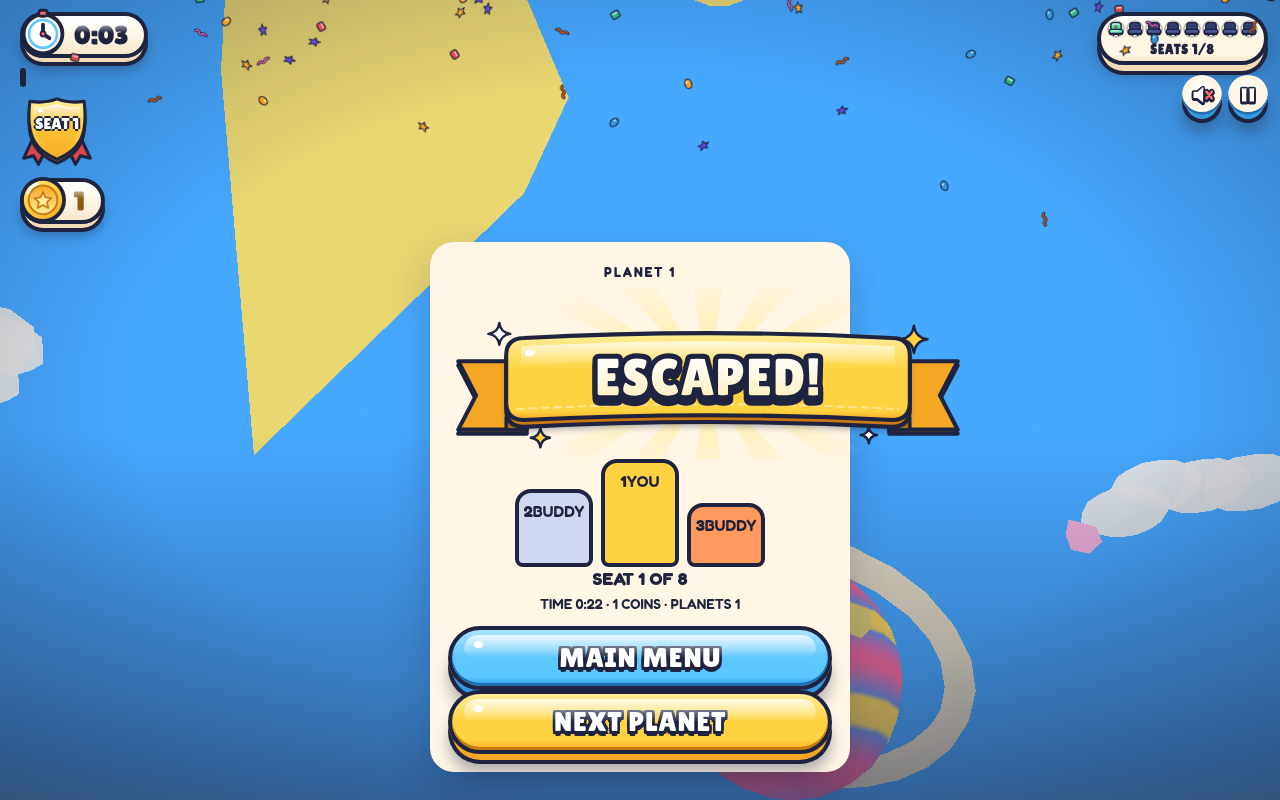 0:03
SEATS 1/8
SEAT 1
1
PLANET 1
ESCAPED!
1YOU
2BUDDY
3BUDDY
SEAT 1 OF 8
TIME 0:22 · 1 COINS · PLANETS 1
MAIN MENU
NEXT PLANET